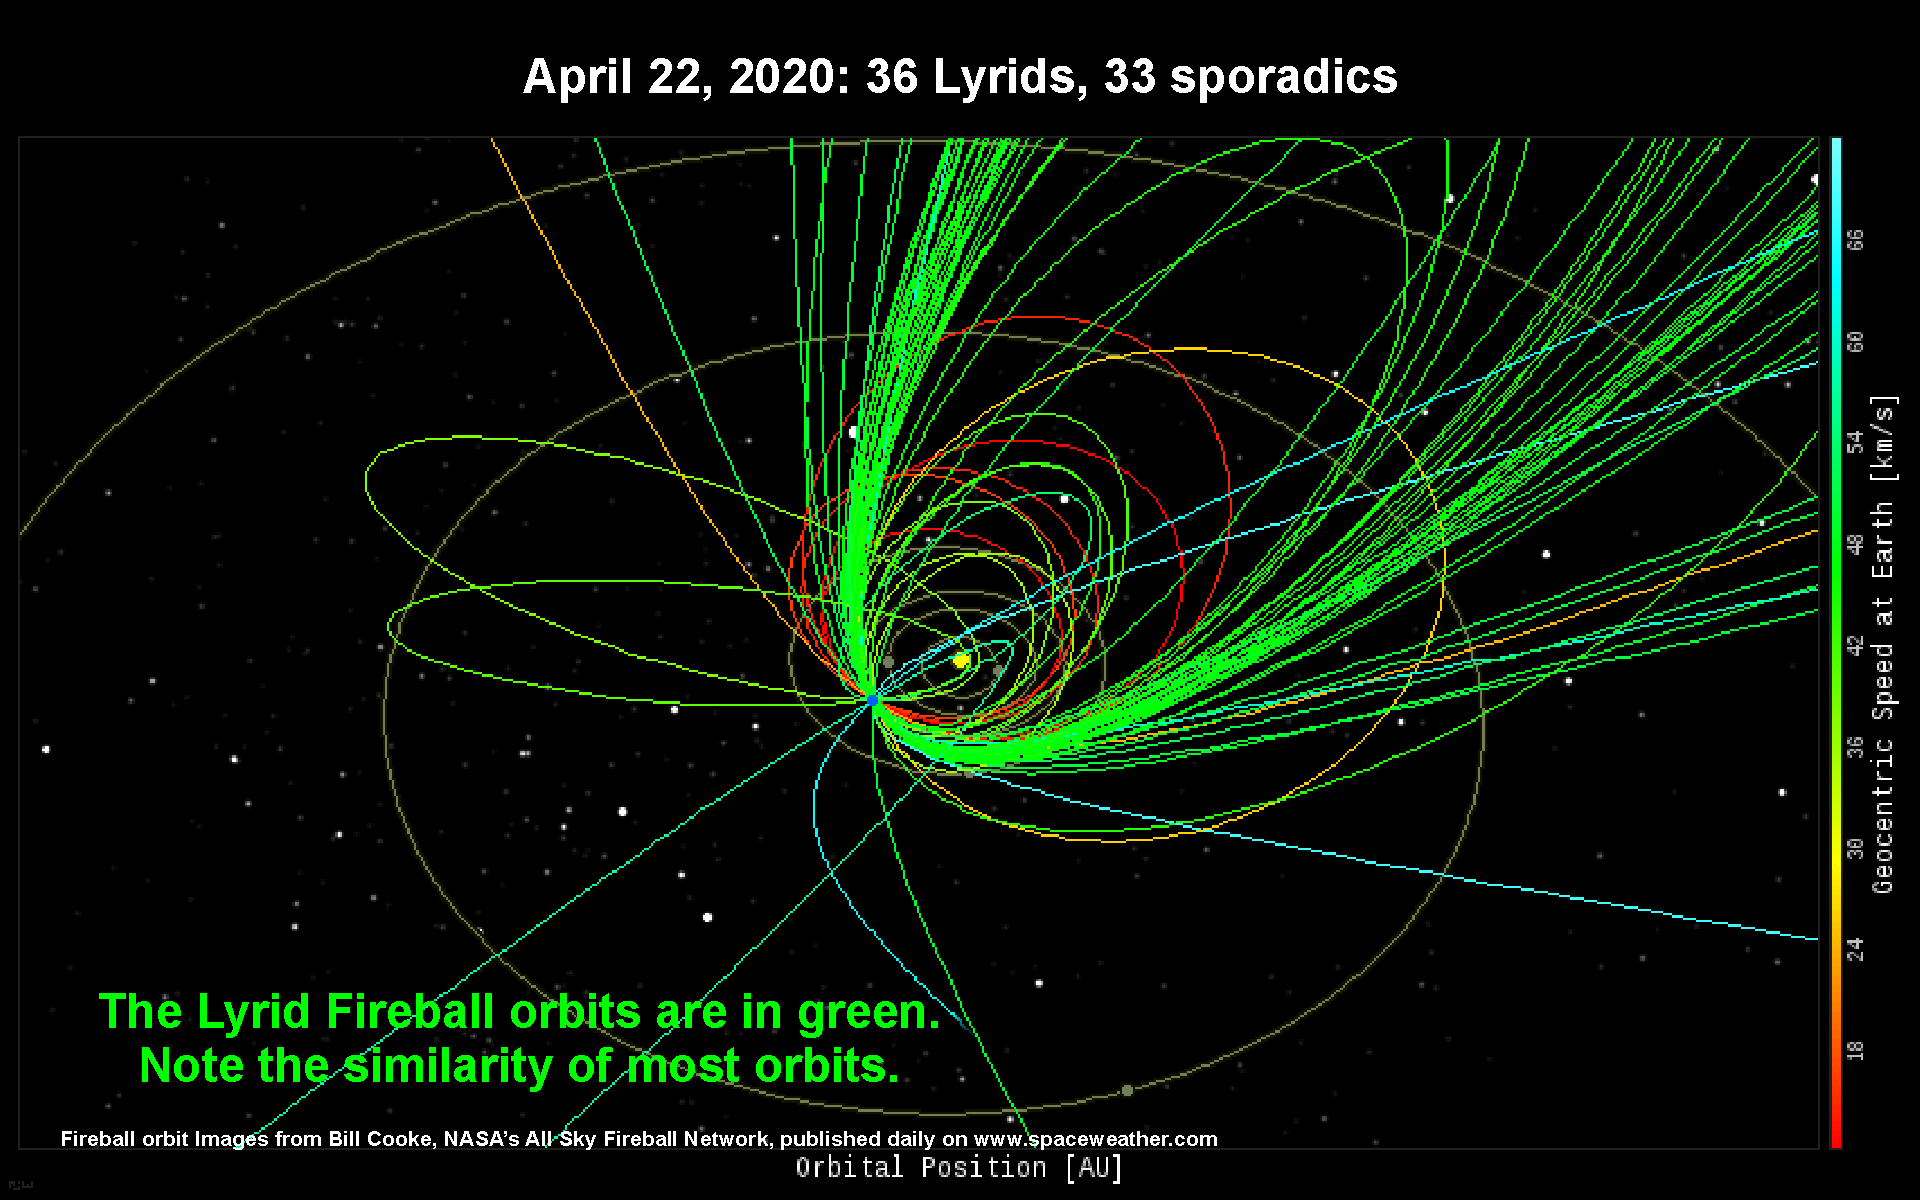 April 22, 2020: 36 Lyrids, 33 sporadics
66
60
54
48
42
36
30
24
18
Geocentric Speed at Earth [km/s]
The Lyrid Fireball orbits are in green.
Note the similarity of most orbits.
Fireball orbit Images from Bill Cooke, NASA's All Sky Fireball Network, published daily on www.spaceweather.com
Orbital Position [AU]